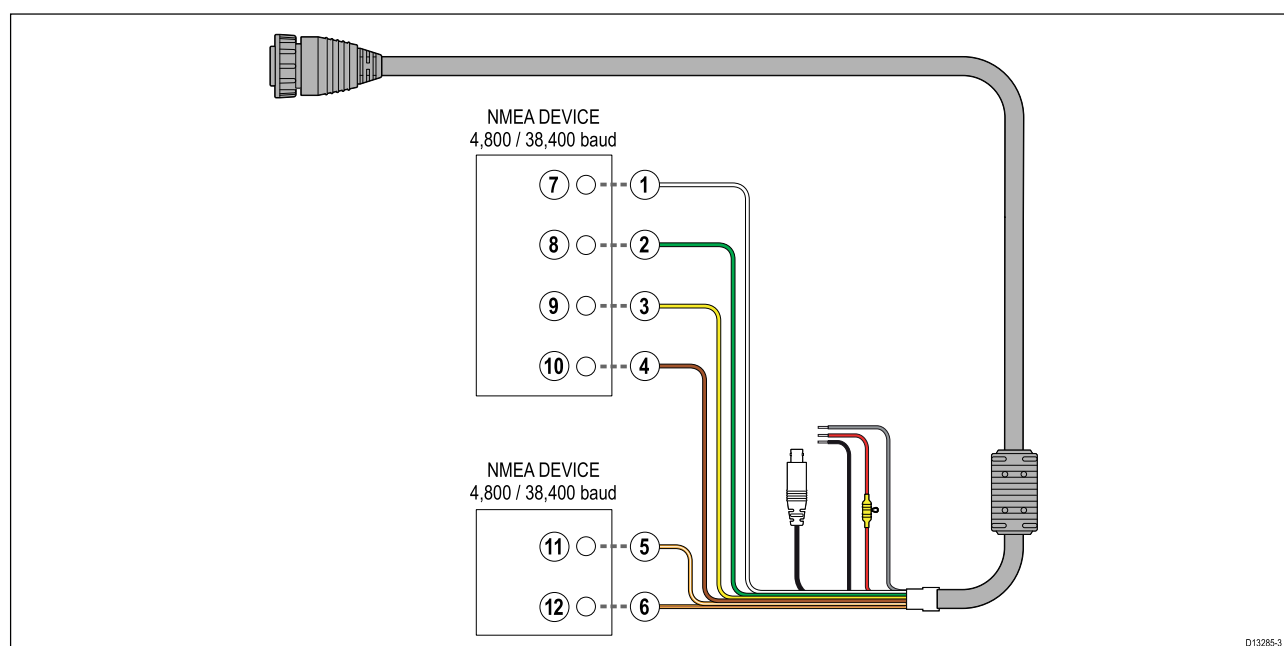 NMEA DEVICE
4,800 / 38,400 baud
7 1
8 2
9 3
10 4
NMEA DEVICE
4,800 / 38,400 baud
11 5
12 6
D13285-3